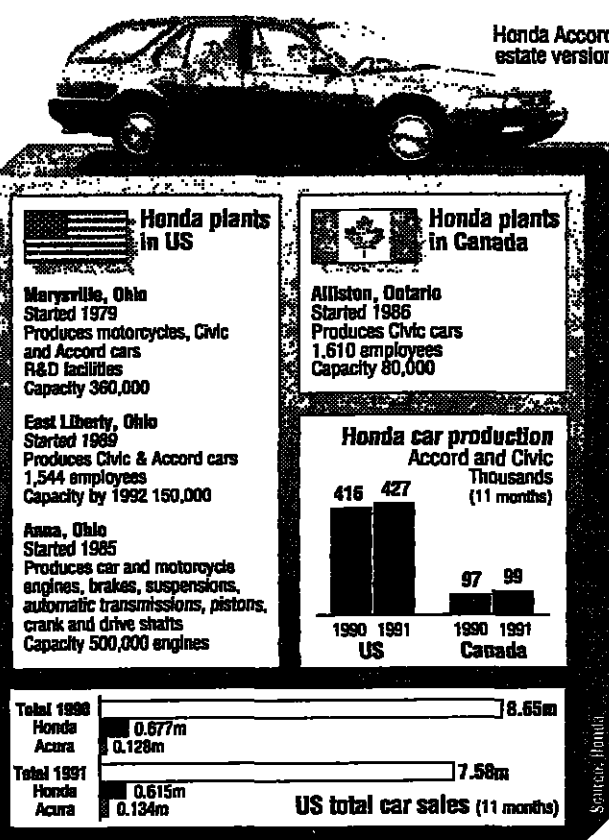 Honda Accord
estate version
Honda plants
in US
Marysville, Ohio
Started 1979
Produces motorcycles, Civic
and Accord cars
R&D facilities
Capacity 360,000
East Liberty, Ohio
Started 1989
Produces Civic & Accord cars
1,544 employees
Capacity by 1992 150,000
Anna, Ohio
Started 1985
Produces car and motorcycle
engines, brakes, suspensions,
automatic transmissions, pistons,
crank and drive shafts
Capacity 500,000 engines
Honda plants
in Canada
Alliston, Ontario
Started 1986
Produces Civic cars
1,610 employees
Capacity 80,000
Honda car production
Accord and Civic
Thousands
(11 months)
416 427
97 99
1990 1991 1990 1991
US Canada
Total 1990 8.65m
Honda 0.677m
Acura 0.128m
Total 1991 7.58m
Honda 0.615m
Acura 0.134m
US total car sales (11 months)
Source: Honda